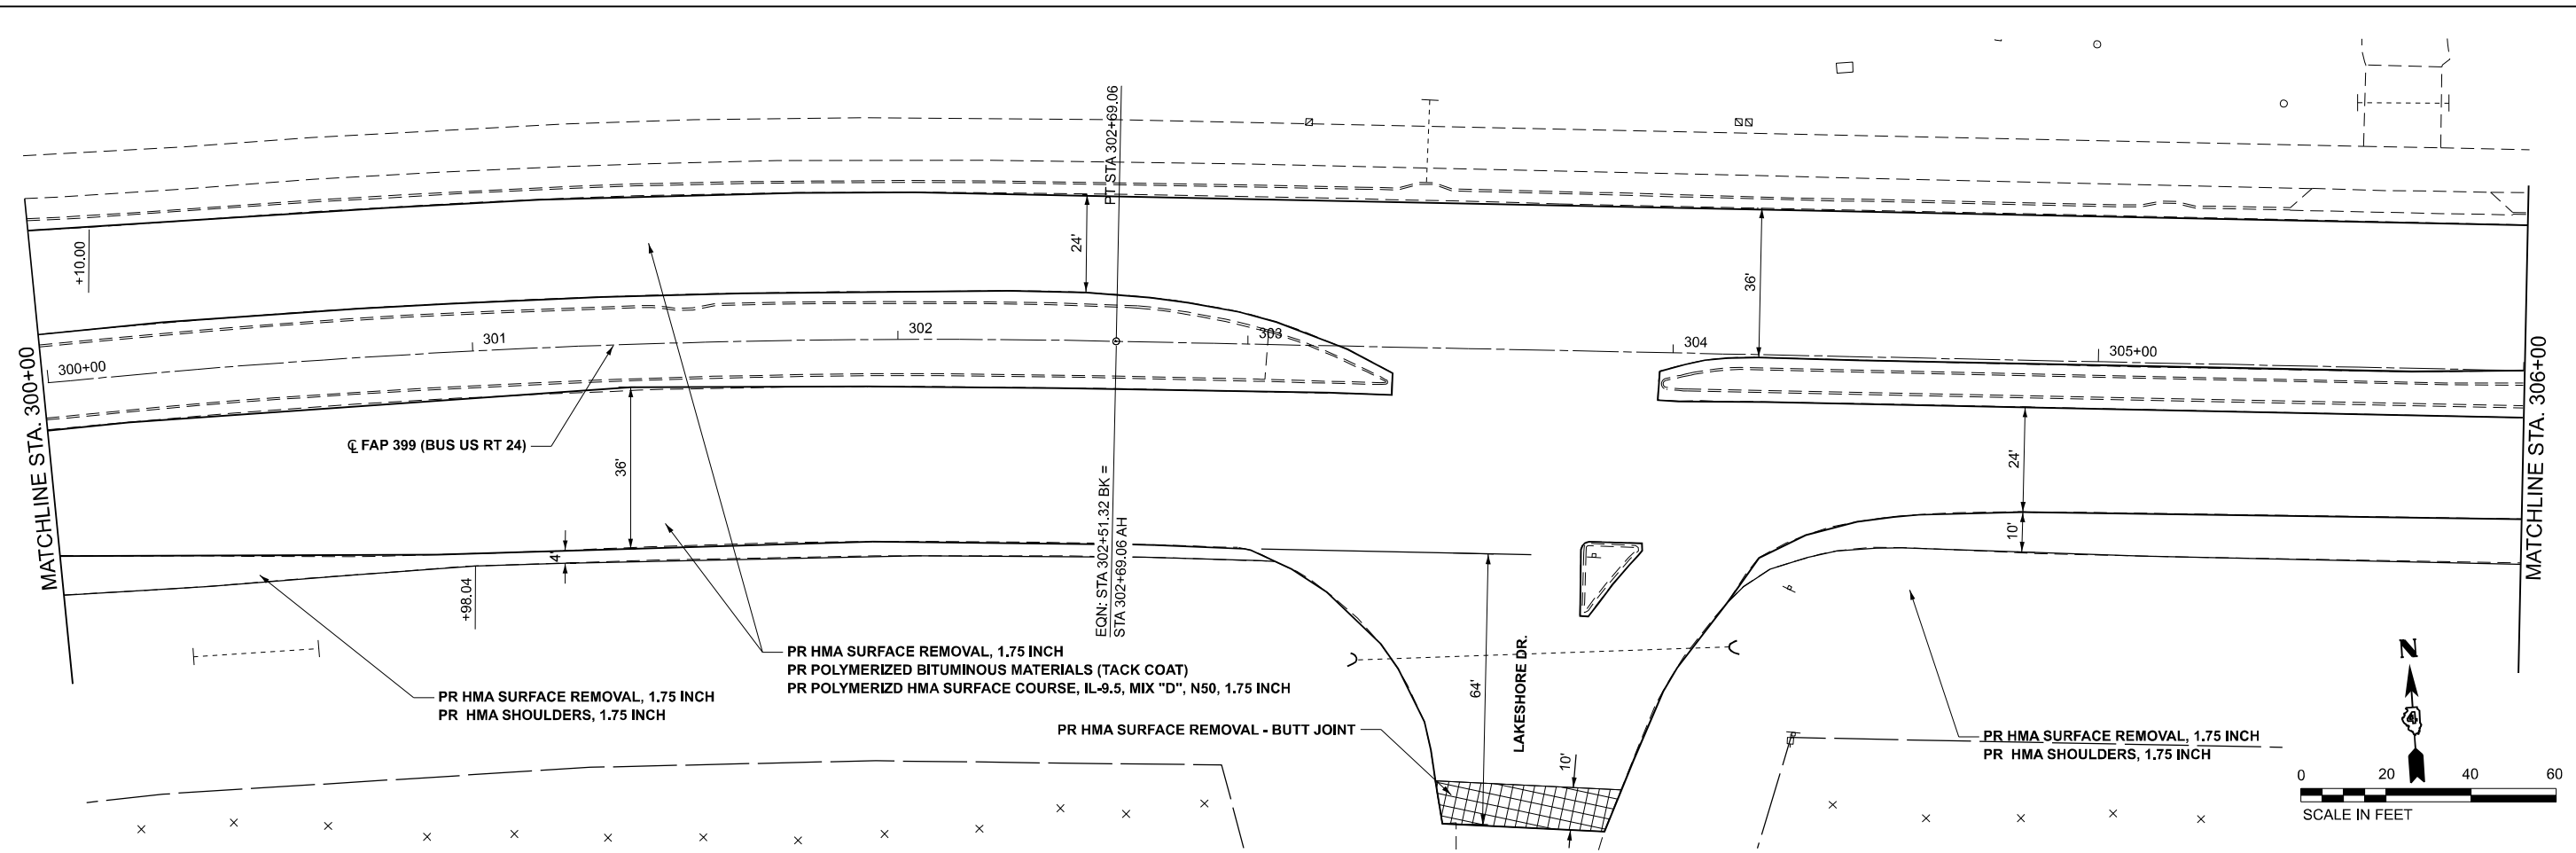 MATCHLINE STA. 300+00
+10.00
300+00
301
302
303
304
305+00
PT STA 302+69.06
24'
36'
℄ FAP 399 (BUS US RT 24)
36'
4'
+98.04
EQN: STA 302+51.32 BK =
STA 302+69.06 AH
24'
10'
MATCHLINE STA. 306+00
PR HMA SURFACE REMOVAL, 1.75 INCH
PR POLYMERIZED BITUMINOUS MATERIALS (TACK COAT)
PR POLYMERIZD HMA SURFACE COURSE, IL-9.5, MIX "D", N50, 1.75 INCH
PR HMA SURFACE REMOVAL, 1.75 INCH
PR HMA SHOULDERS, 1.75 INCH
PR HMA SURFACE REMOVAL - BUTT JOINT
64'
LAKESHORE DR.
10'
PR HMA SURFACE REMOVAL, 1.75 INCH
PR HMA SHOULDERS, 1.75 INCH
N
4
0 20 40 60
SCALE IN FEET